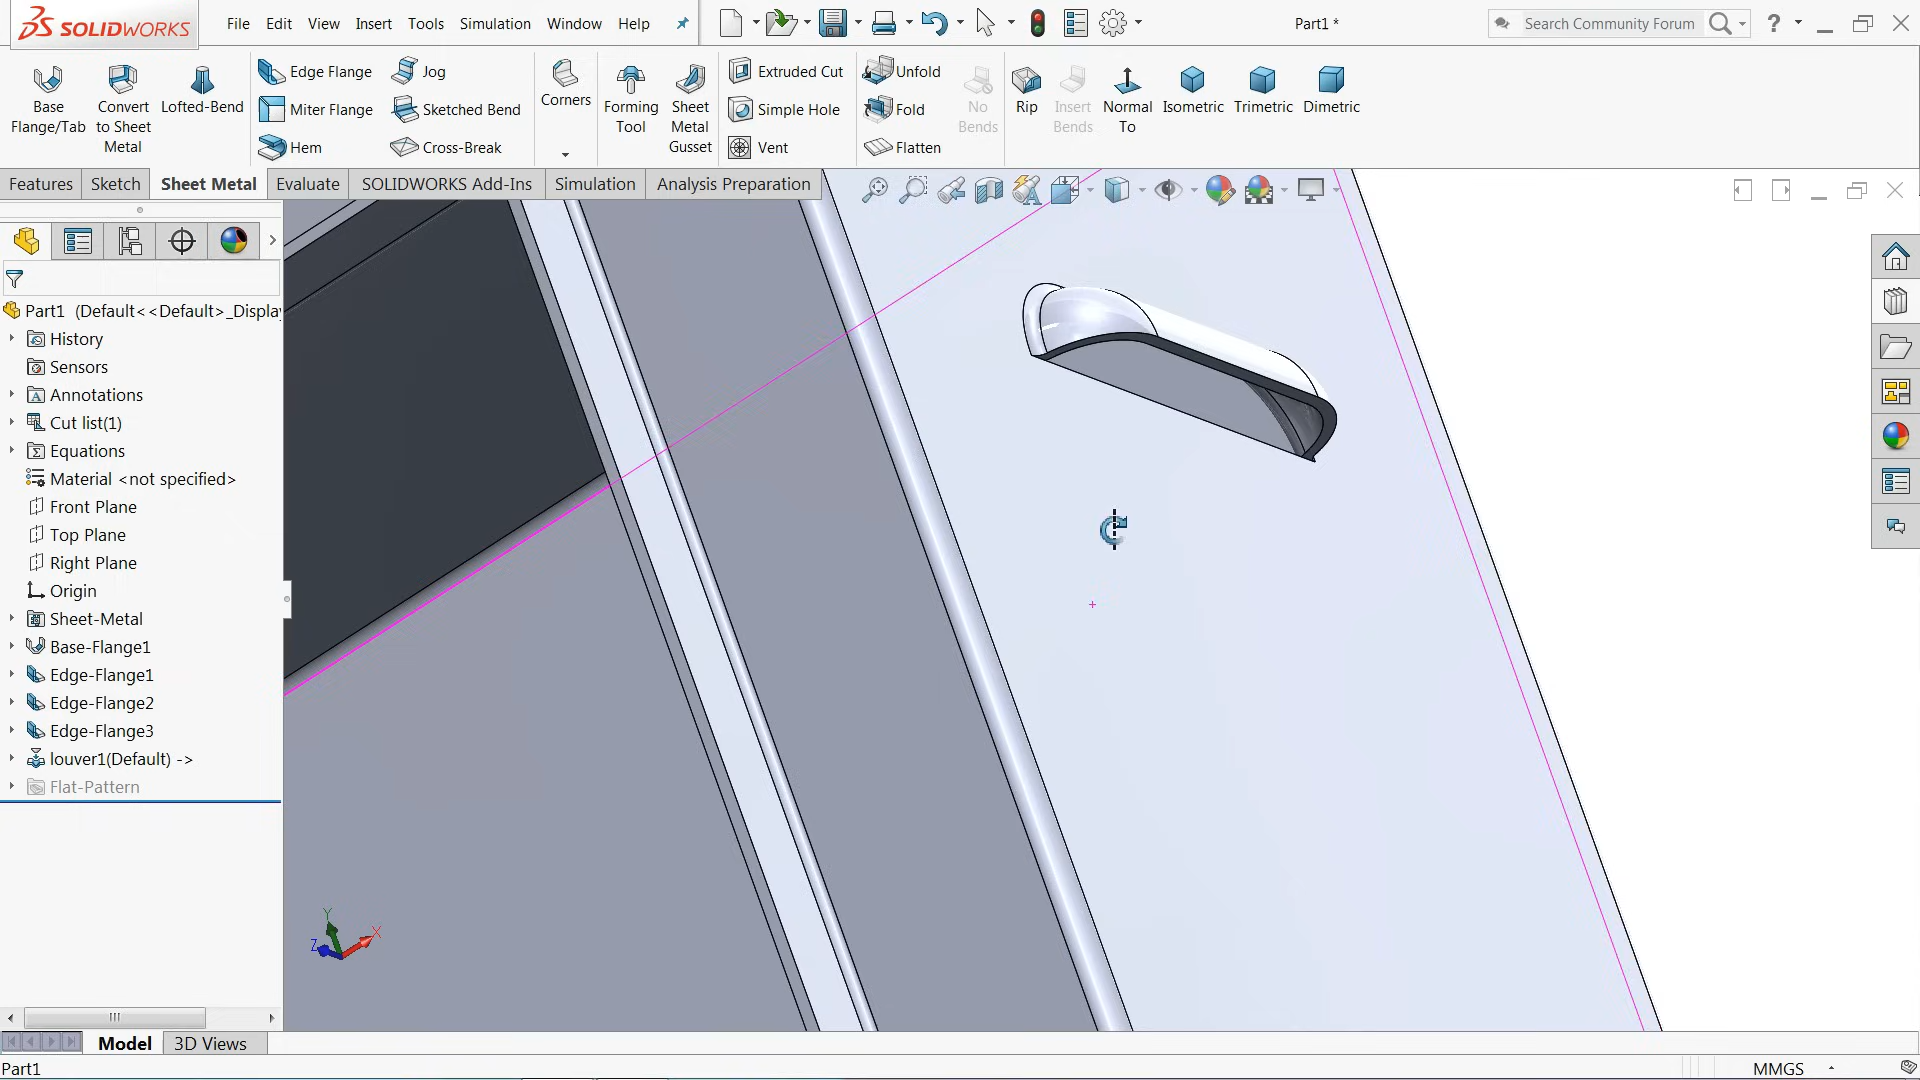 SOLIDWORKS
File Edit View Insert Tools Simulation Window Help
Part1 *
Search Community Forum
?
Base Flange/Tab
Convert to Sheet Metal
Lofted-Bend
Edge Flange
Miter Flange
Hem
Jog
Sketched Bend
Cross-Break
Corners
Forming Tool
Sheet Metal Gusset
Extruded Cut
Simple Hole
Vent
Unfold
Fold
Flatten
No Bends
Rip
Insert Bends
Normal To
Isometric
Trimetric
Dimetric
Features Sketch Sheet Metal Evaluate SOLIDWORKS Add-Ins Simulation Analysis Preparation
Part1 (Default<<Default>_Displa
History
Sensors
Annotations
Cut list(1)
Equations
Material <not specified>
Front Plane
Top Plane
Right Plane
Origin
Sheet-Metal
Base-Flange1
Edge-Flange1
Edge-Flange2
Edge-Flange3
louver1(Default) ->
Flat-Pattern
Y
X
Z
Model 3D Views
Part1
MMGS